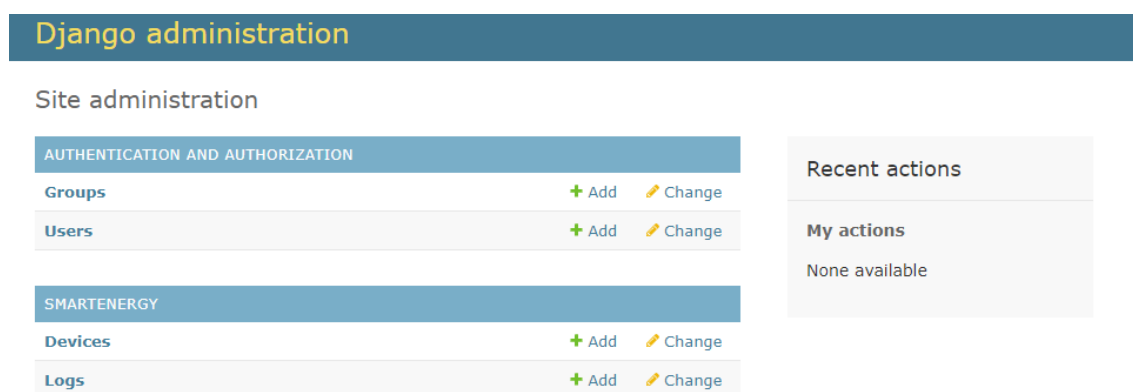 Django administration
Site administration
AUTHENTICATION AND AUTHORIZATION
Groups Add Change
Users Add Change
SMARTENERGY
Devices Add Change
Logs Add Change
Recent actions
My actions
None available